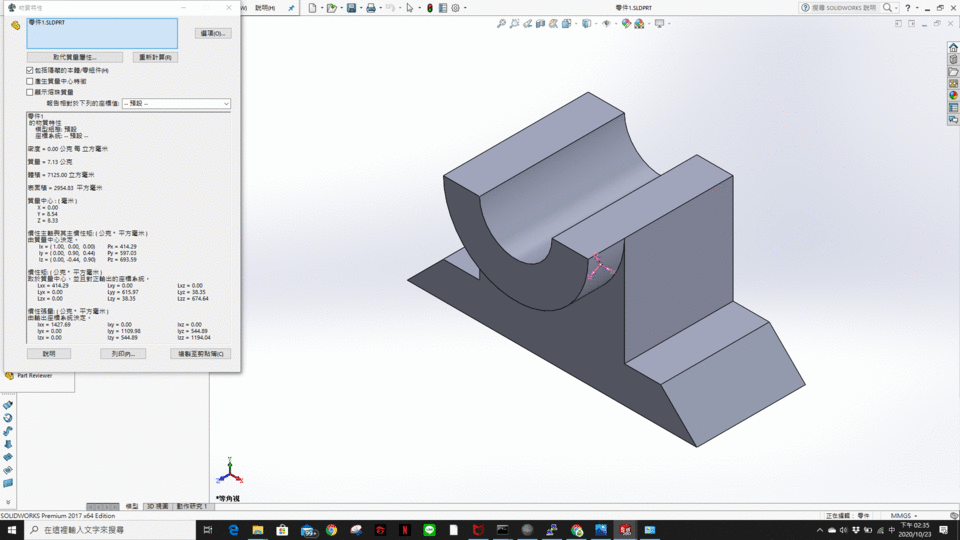 材質特性
說明(H)
零件1.SLDPRT
搜尋 SOLIDWORKS 說明
零件1.SLDPRT
選項(O)...
取代質量屬性...
重新計算(R)
包括隱藏的本體/零組件(H)
產生質量中心特徵
顯示熔珠質量
報告相對於下列的座標值: -- 預設 --
零件1
的物質特性
模型組態: 預設
座標系統: -- 預設 --
密度 = 0.00 公克 每 立方毫米
質量 = 7.13 公克
體積 = 7125.00 立方毫米
表面積 = 2954.83 平方毫米
質量中心 : ( 毫米 )
X = 0.00
Y = 8.54
Z = 8.33
慣性主軸與其主慣性矩: ( 公克 * 平方毫米 )
由質量中心決定。
Ix = ( 1.00, 0.00, 0.00) Px = 414.29
Iy = ( 0.00, 0.90, 0.44) Py = 597.03
Iz = ( 0.00, -0.44, 0.90) Pz = 693.59
慣性矩: ( 公克 * 平方毫米 )
取於質量中心，並且對正輸出的座標系統。
Lxx = 414.29 Lxy = 0.00 Lxz = 0.00
Lyx = 0.00 Lyy = 615.97 Lyz = 38.35
Lzx = 0.00 Lzy = 38.35 Lzz = 674.64
慣性張量: ( 公克 * 平方毫米 )
由輸出座標系統決定。
Ixx = 1427.69 Ixy = 0.00 Ixz = 0.00
Iyx = 0.00 Iyy = 1109.98 Iyz = 544.89
Izx = 0.00 Izy = 544.89 Izz = 1194.04
說明
列印(P)...
複製至剪貼簿(C)
Part Reviewer
Y
Z
X
*等角視
模型
3D 視圖
動作研究 1
SOLIDWORKS Premium 2017 x64 Edition
正在編輯：零件
MMGS
在這裡輸入文字來搜尋
99+
中
下午 02:35
2020/10/23